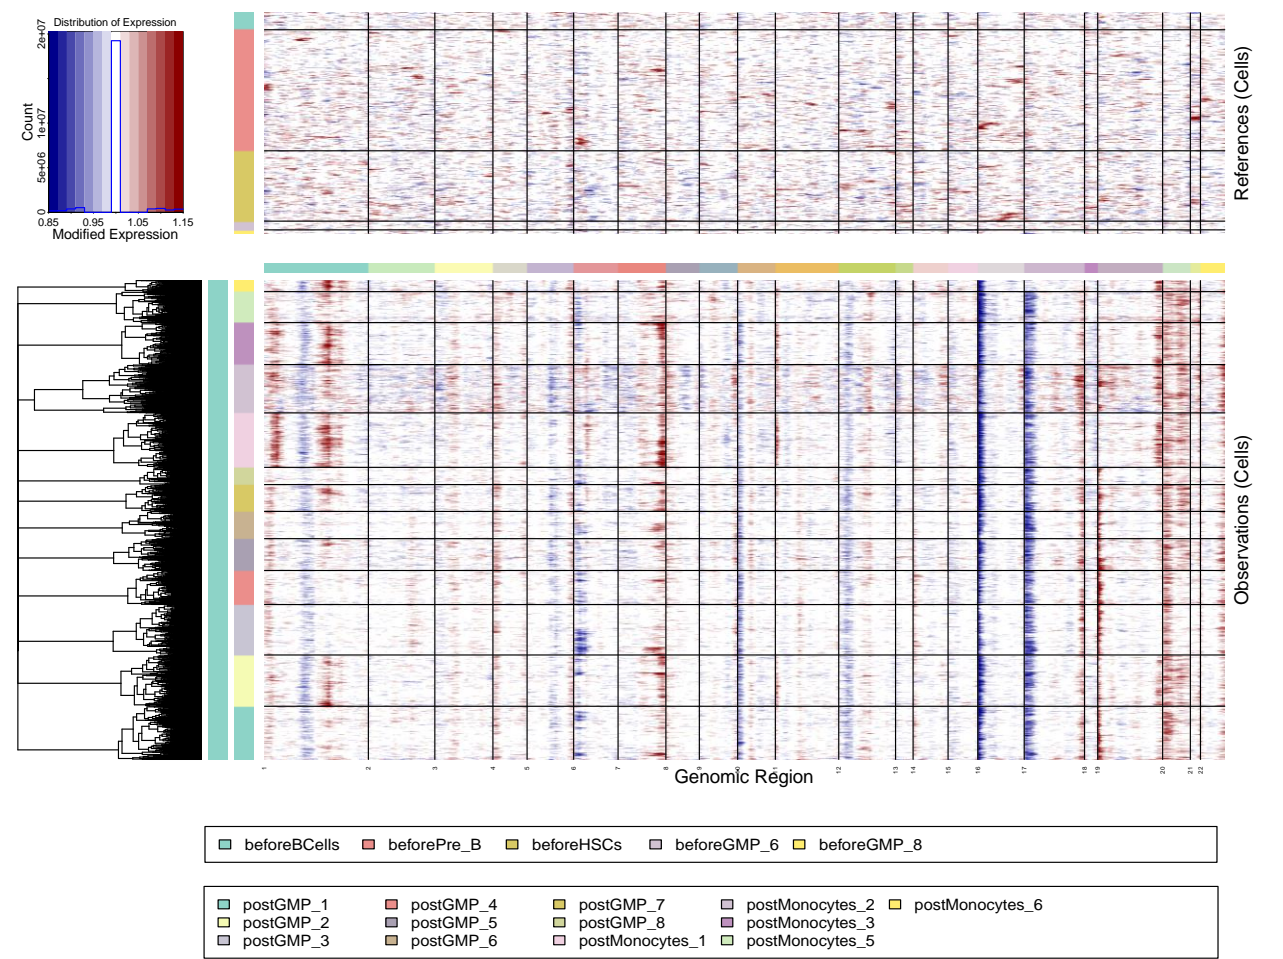 Distribution of Expression
Count
0 5e+06 1e+07 2e+07
0.85 0.95 1.05 1.15
Modified Expression
References (Cells)
Observations (Cells)
1 2 3 4 5 6 7 8 9 10 11 12 13 14 15 16 17 18 19 20 21 22
Genomic Region
beforeBCells beforePre_B beforeHSCs beforeGMP_6 beforeGMP_8
postGMP_1 postGMP_4 postGMP_7 postMonocytes_2 postMonocytes_6
postGMP_2 postGMP_5 postGMP_8 postMonocytes_3
postGMP_3 postGMP_6 postMonocytes_1 postMonocytes_5